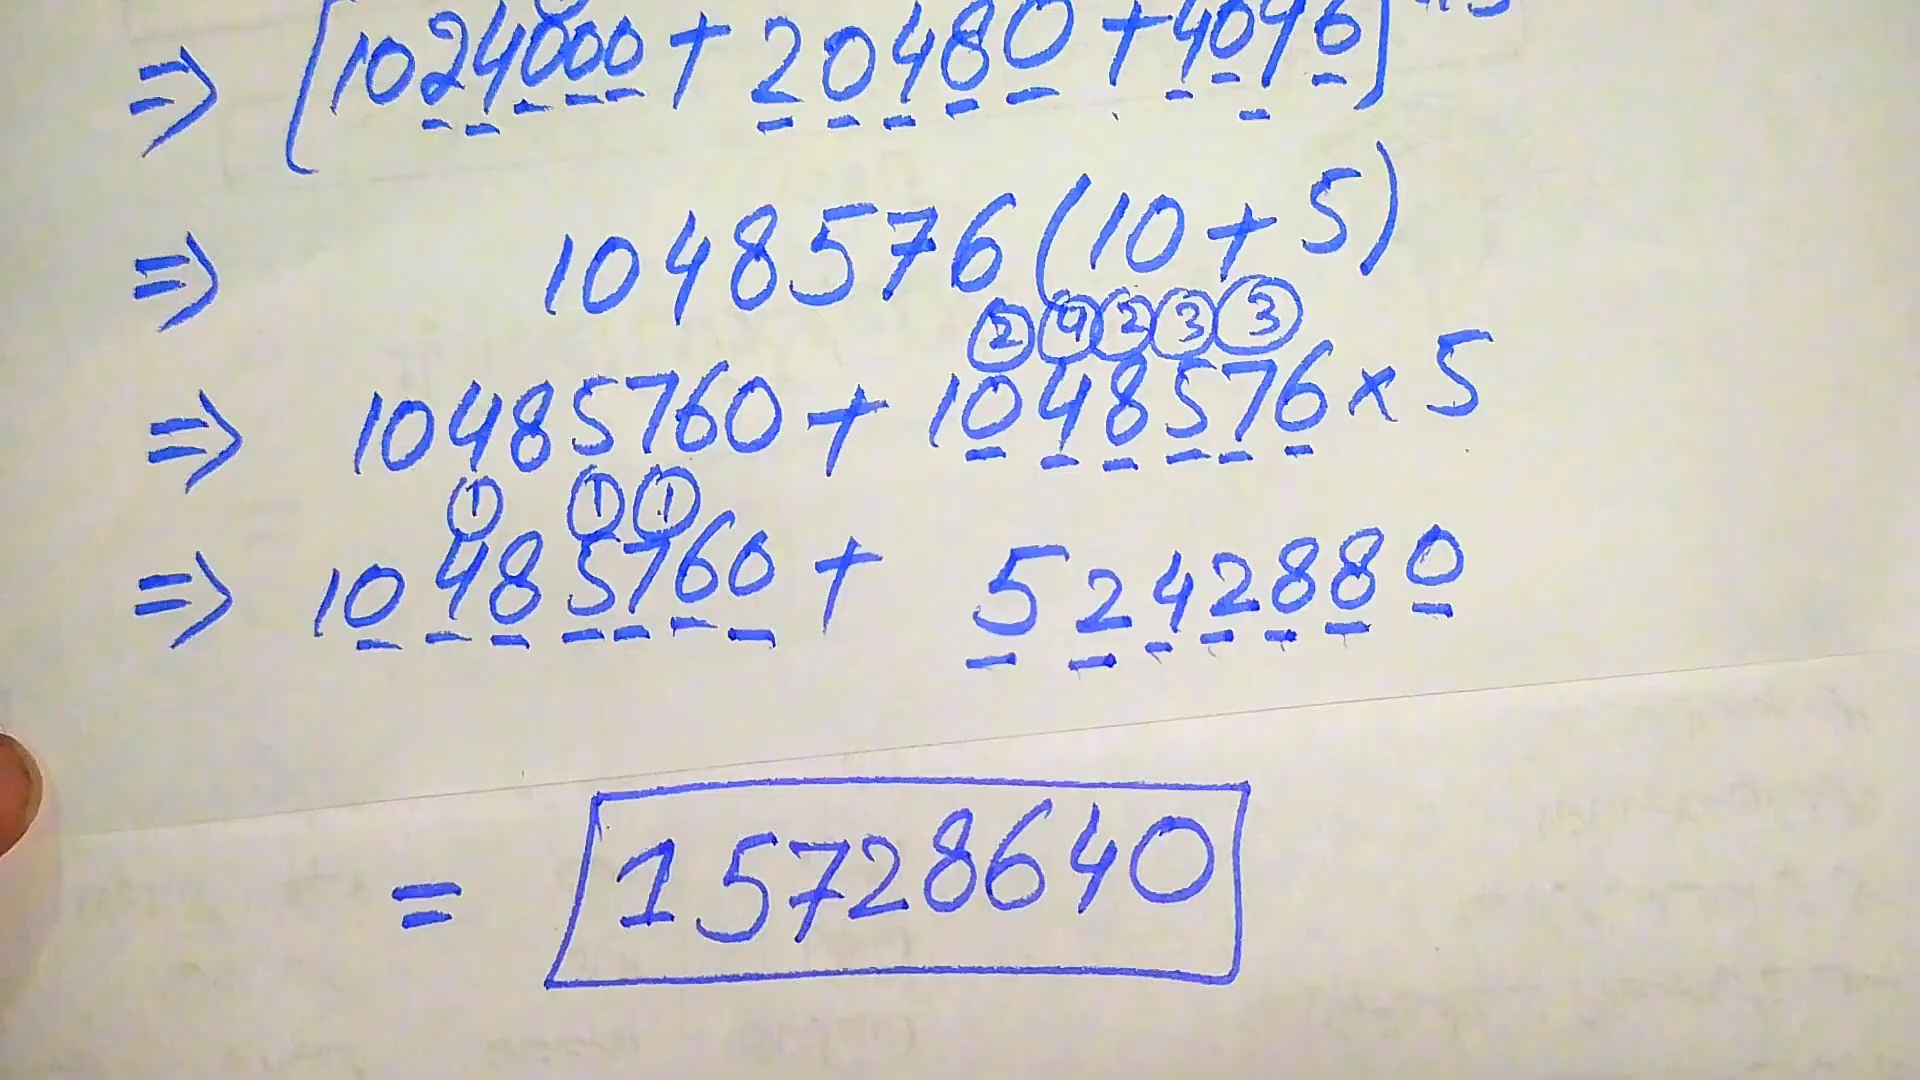 => [1024000 + 20480 + 4096]
=> 1048576 (10 + 5)
② ④ ② ③ ③
=> 10485760 + 1048576 × 5
① ① ①
=> 10485760 + 5242880
= 15728640